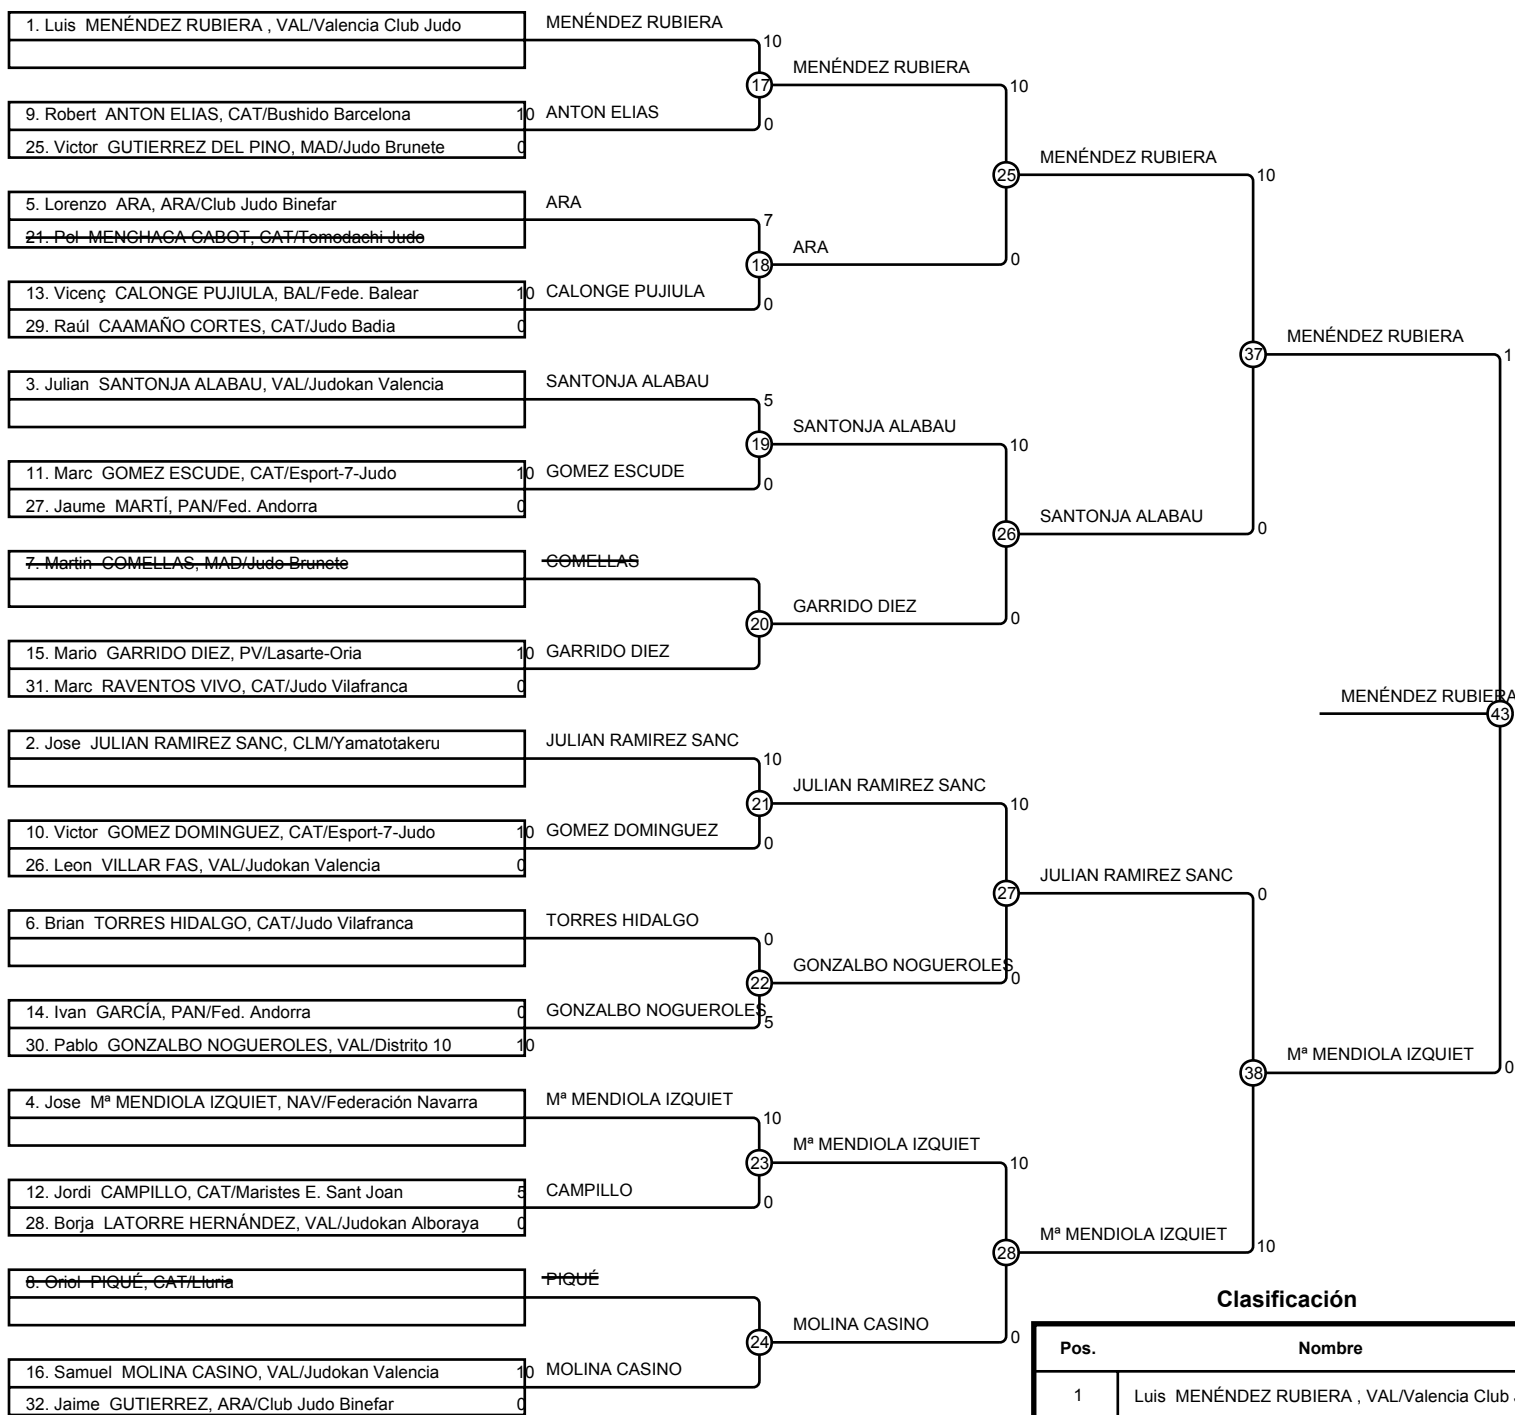 1. Luis MENÉNDEZ RUBIERA , VAL/Valencia Club Judo
9. Robert ANTON ELIAS, CAT/Bushido Barcelona 10
25. Victor GUTIERREZ DEL PINO, MAD/Judo Brunete 0
5. Lorenzo ARA, ARA/Club Judo Binefar
21. Pol MENCHACA CABOT, CAT/Tomodachi Judo
13. Vicenç CALONGE PUJIULA, BAL/Fede. Balear 10
29. Raúl CAAMAÑO CORTES, CAT/Judo Badia 0
3. Julian SANTONJA ALABAU, VAL/Judokan Valencia
11. Marc GOMEZ ESCUDE, CAT/Esport-7-Judo 10
27. Jaume MARTÍ, PAN/Fed. Andorra 0
7. Martin COMELLAS, MAD/Judo Brunete
15. Mario GARRIDO DIEZ, PV/Lasarte-Oria 10
31. Marc RAVENTOS VIVO, CAT/Judo Vilafranca 0
2. Jose JULIAN RAMIREZ SANC, CLM/Yamatotakeru
10. Victor GOMEZ DOMINGUEZ, CAT/Esport-7-Judo 10
26. Leon VILLAR FAS, VAL/Judokan Valencia 0
6. Brian TORRES HIDALGO, CAT/Judo Vilafranca
14. Ivan GARCÍA, PAN/Fed. Andorra 0
30. Pablo GONZALBO NOGUEROLES, VAL/Distrito 10 10
4. Jose Mª MENDIOLA IZQUIET, NAV/Federación Navarra
12. Jordi CAMPILLO, CAT/Maristes E. Sant Joan 5
28. Borja LATORRE HERNÁNDEZ, VAL/Judokan Alboraya 0
8. Oriol PIQUÉ, CAT/Lluria
16. Samuel MOLINA CASINO, VAL/Judokan Valencia 10
32. Jaime GUTIERREZ, ARA/Club Judo Binefar 0
MENÉNDEZ RUBIERA
10
17
ANTON ELIAS
0
ARA
7
18
CALONGE PUJIULA
0
SANTONJA ALABAU
5
19
GOMEZ ESCUDE
0
COMELLAS
20
GARRIDO DIEZ
JULIAN RAMIREZ SANC
10
21
GOMEZ DOMINGUEZ
0
TORRES HIDALGO
0
22
GONZALBO NOGUEROLES
5
Mª MENDIOLA IZQUIET
10
23
CAMPILLO
0
PIQUÉ
24
MOLINA CASINO
MENÉNDEZ RUBIERA
10
25
ARA
0
SANTONJA ALABAU
10
26
GARRIDO DIEZ
0
JULIAN RAMIREZ SANC
10
27
GONZALBO NOGUEROLES
0
Mª MENDIOLA IZQUIET
10
28
MOLINA CASINO
0
MENÉNDEZ RUBIERA
10
37
SANTONJA ALABAU
0
JULIAN RAMIREZ SANC
0
38
Mª MENDIOLA IZQUIET
10
MENÉNDEZ RUBIERA
1
MENÉNDEZ RUBIERA
43
Mª MENDIOLA IZQUIET
0
Clasificación
Pos. Nombre
1 Luis MENÉNDEZ RUBIERA , VAL/Valencia Club